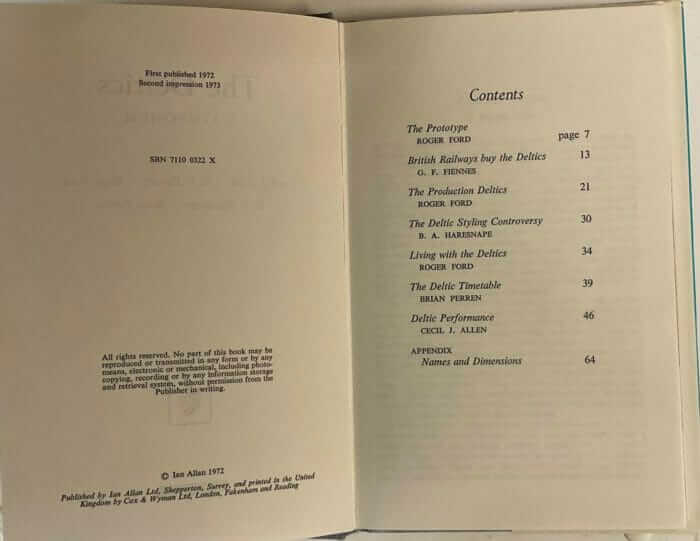 First published 1972
Second impression 1973
SBN 7110 0322 X
All rights reserved. No part of this book may be
reproduced or transmitted in any form or by any
means, electronic or mechanical, including photo-
copying, recording or by any information storage
and retrieval system, without permission from the
Publisher in writing.
© Ian Allan 1972
Published by Ian Allan Ltd, Shepperton, Surrey, and printed in the United
Kingdom by Cox & Wyman Ltd, London, Fakenham and Reading
Contents
The Prototype
ROGER FORD page 7
British Railways buy the Deltics 13
G. F. FIENNES
The Production Deltics 21
ROGER FORD
The Deltic Styling Controversy 30
B. A. HARESNAPE
Living with the Deltics 34
ROGER FORD
The Deltic Timetable 39
BRIAN PERREN
Deltic Performance 46
CECIL J. ALLEN
APPENDIX
Names and Dimensions 64